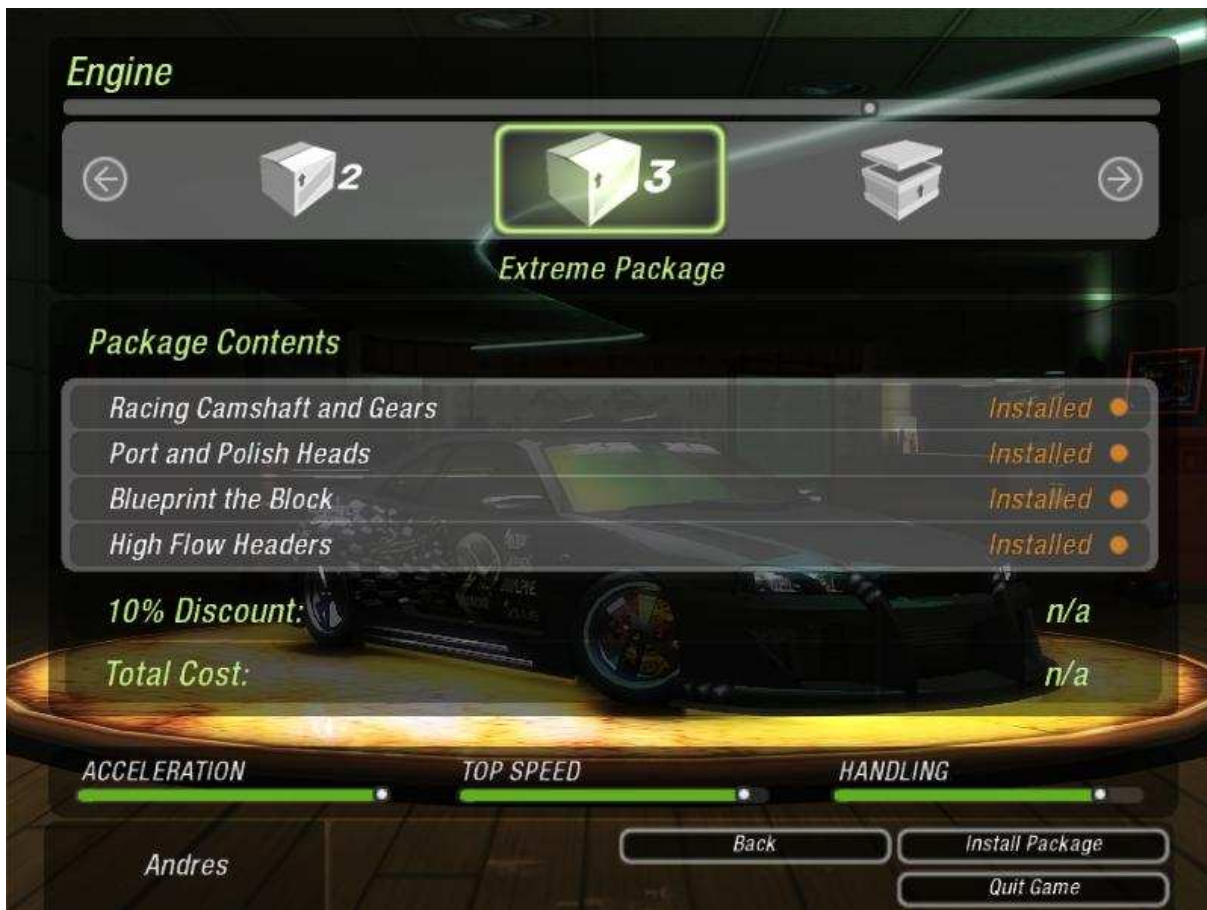 Engine
2
3
Extreme Package
Package Contents
Racing Camshaft and Gears Installed
Port and Polish Heads Installed
Blueprint the Block Installed
High Flow Headers Installed
10% Discount: n/a
Total Cost: n/a
ACCELERATION TOP SPEED HANDLING
Andres
Back Install Package
Quit Game